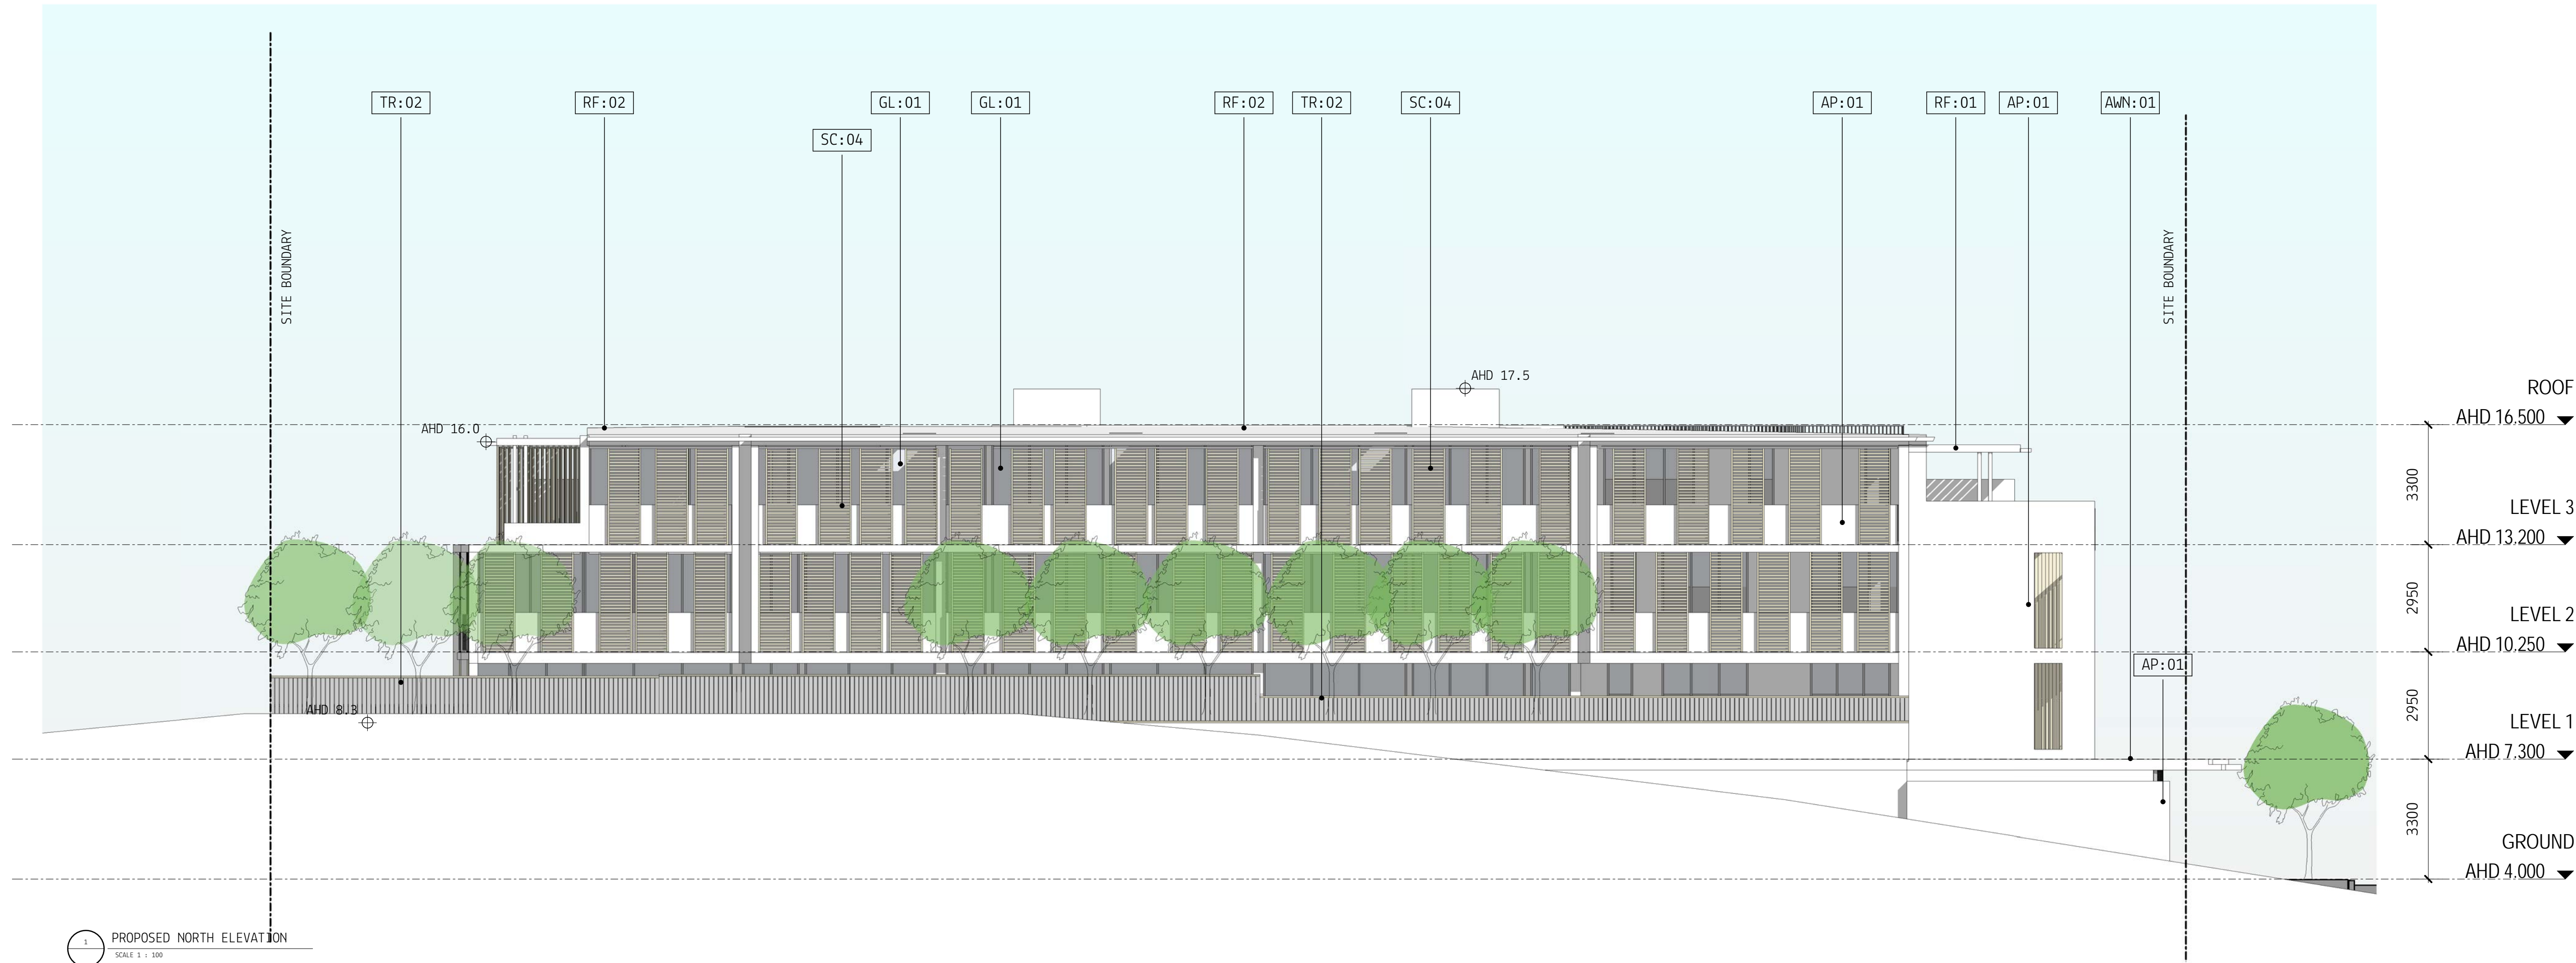 TR:02
RF:02
GL:01
GL:01
RF:02
TR:02
SC:04
AP:01
RF:01
AP:01
AWN:01
SC:04
SITE BOUNDARY
SITE BOUNDARY
AHD 17.5
AHD 16.0
AHD 8.3
AP:01
ROOF
AHD 16.500
3300
LEVEL 3
AHD 13.200
2950
LEVEL 2
AHD 10.250
2950
LEVEL 1
AHD 7.300
3300
GROUND
AHD 4.000
1
PROPOSED NORTH ELEVATION
SCALE 1 : 100